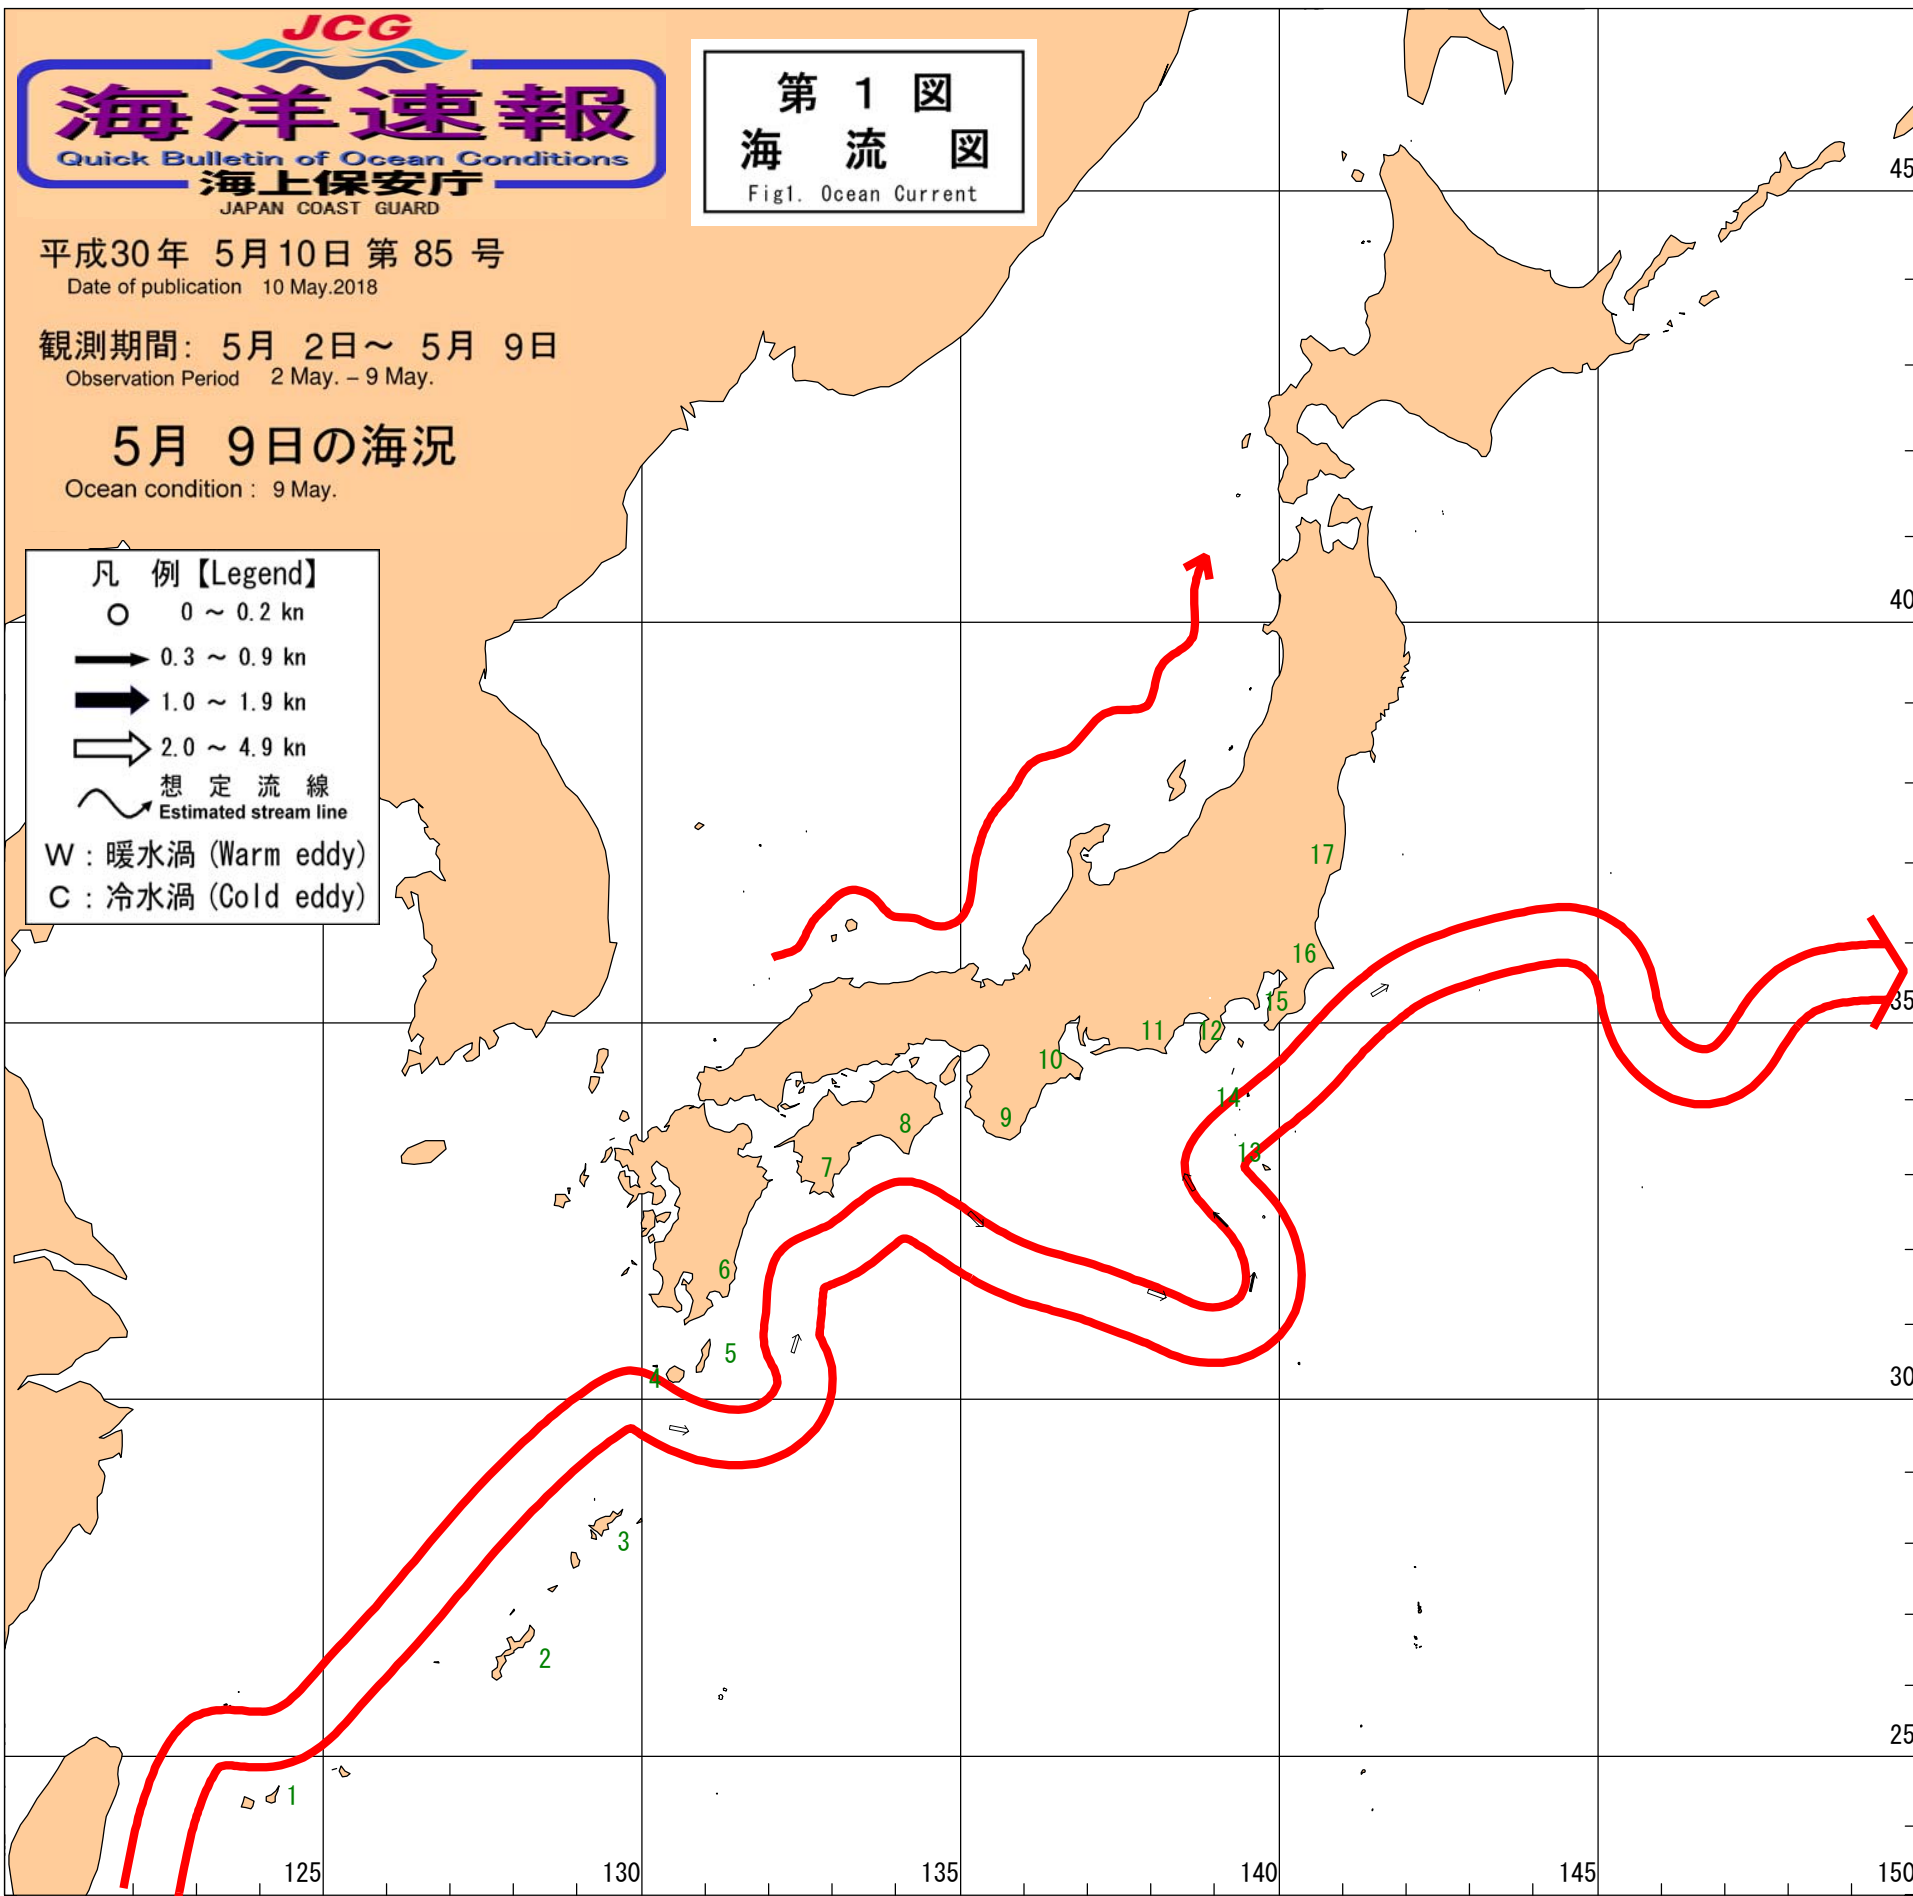 JCG
海洋速報
Quick Bulletin of Ocean Conditions
海上保安庁
JAPAN COAST GUARD
平成30年 5月10日 第 85 号
Date of publication 10 May.2018
観測期間: 5月 2日～ 5月 9日
Observation Period 2 May. – 9 May.
5月 9日の海況
Ocean condition : 9 May.
第 1 図
海 流 図
Fig1. Ocean Current
凡 例【Legend】
0 ～ 0.2 kn
0.3 ～ 0.9 kn
1.0 ～ 1.9 kn
2.0 ～ 4.9 kn
想 定 流 線
Estimated stream line
W : 暖水渦 (Warm eddy)
C : 冷水渦 (Cold eddy)
45
40
35
30
25
17
16
15
11
12
10
14
9
8
13
7
6
5
4
3
2
1
125
130
135
140
145
150